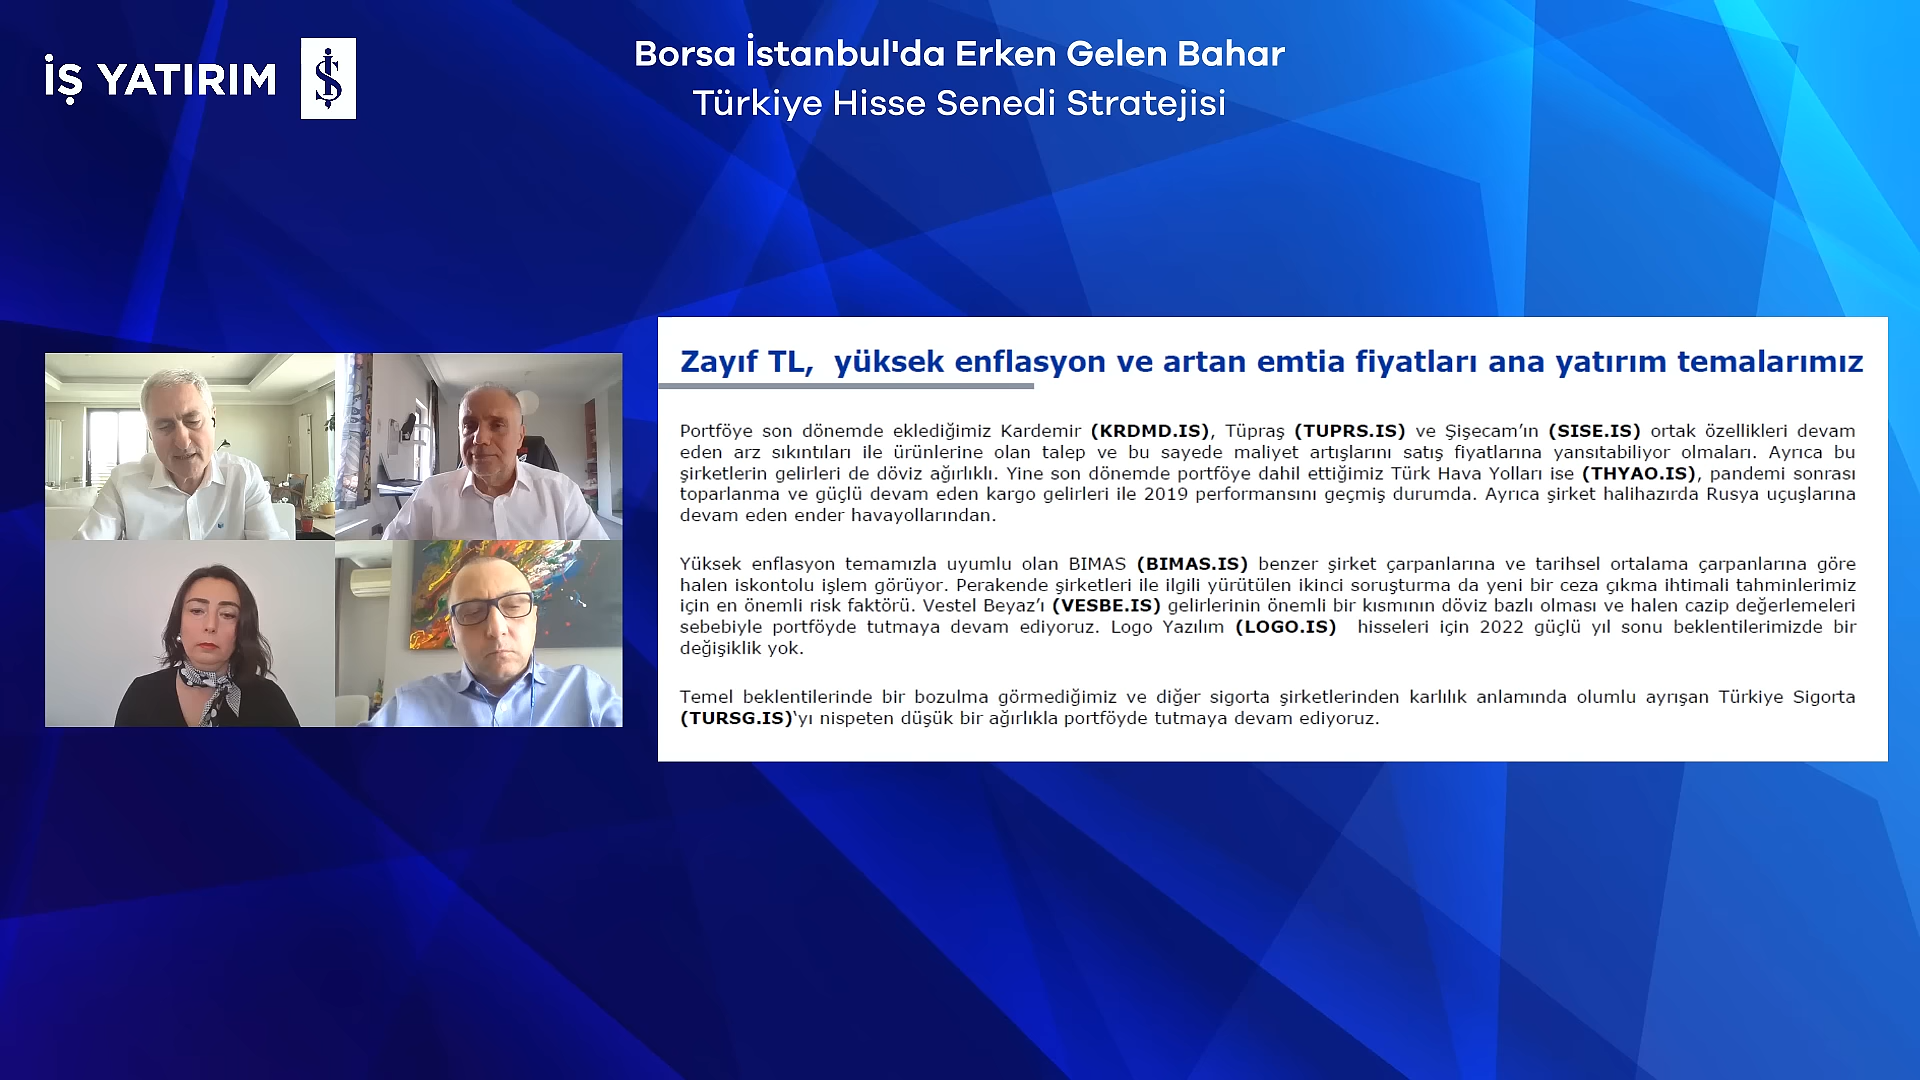 İŞ YATIRIM
Borsa İstanbul'da Erken Gelen Bahar
Türkiye Hisse Senedi Stratejisi
Zayıf TL,  yüksek enflasyon ve artan emtia fiyatları ana yatırım temalarımız
Portföye son dönemde eklediğimiz Kardemir (KRDMD.IS), Tüpraş (TUPRS.IS) ve Şişecam’ın (SISE.IS) ortak özellikleri devam
eden arz sıkıntıları ile ürünlerine olan talep ve bu sayede maliyet artışlarını satış fiyatlarına yansıtabiliyor olmaları. Ayrıca bu
şirketlerin gelirleri de döviz ağırlıklı. Yine son dönemde portföye dahil ettiğimiz Türk Hava Yolları ise (THYAO.IS), pandemi sonrası
toparlanma ve güçlü devam eden kargo gelirleri ile 2019 performansını geçmiş durumda. Ayrıca şirket halihazırda Rusya uçuşlarına
devam eden ender havayollarından.
Yüksek enflasyon temamızla uyumlu olan BIMAS (BIMAS.IS) benzer şirket çarpanlarına ve tarihsel ortalama çarpanlarına göre
halen iskontolu işlem görüyor. Perakende şirketleri ile ilgili yürütülen ikinci soruşturma da yeni bir ceza çıkma ihtimali tahminlerimiz
için en önemli risk faktörü. Vestel Beyaz’ı (VESBE.IS) gelirlerinin önemli bir kısmının döviz bazlı olması ve halen cazip değerlemeleri
sebebiyle portföyde tutmaya devam ediyoruz. Logo Yazılım (LOGO.IS)  hisseleri için 2022 güçlü yıl sonu beklentilerimizde bir
değişiklik yok.
Temel beklentilerinde bir bozulma görmediğimiz ve diğer sigorta şirketlerinden karlılık anlamında olumlu ayrışan Türkiye Sigorta
(TURSG.IS)‘yı nispeten düşük bir ağırlıkla portföyde tutmaya devam ediyoruz.